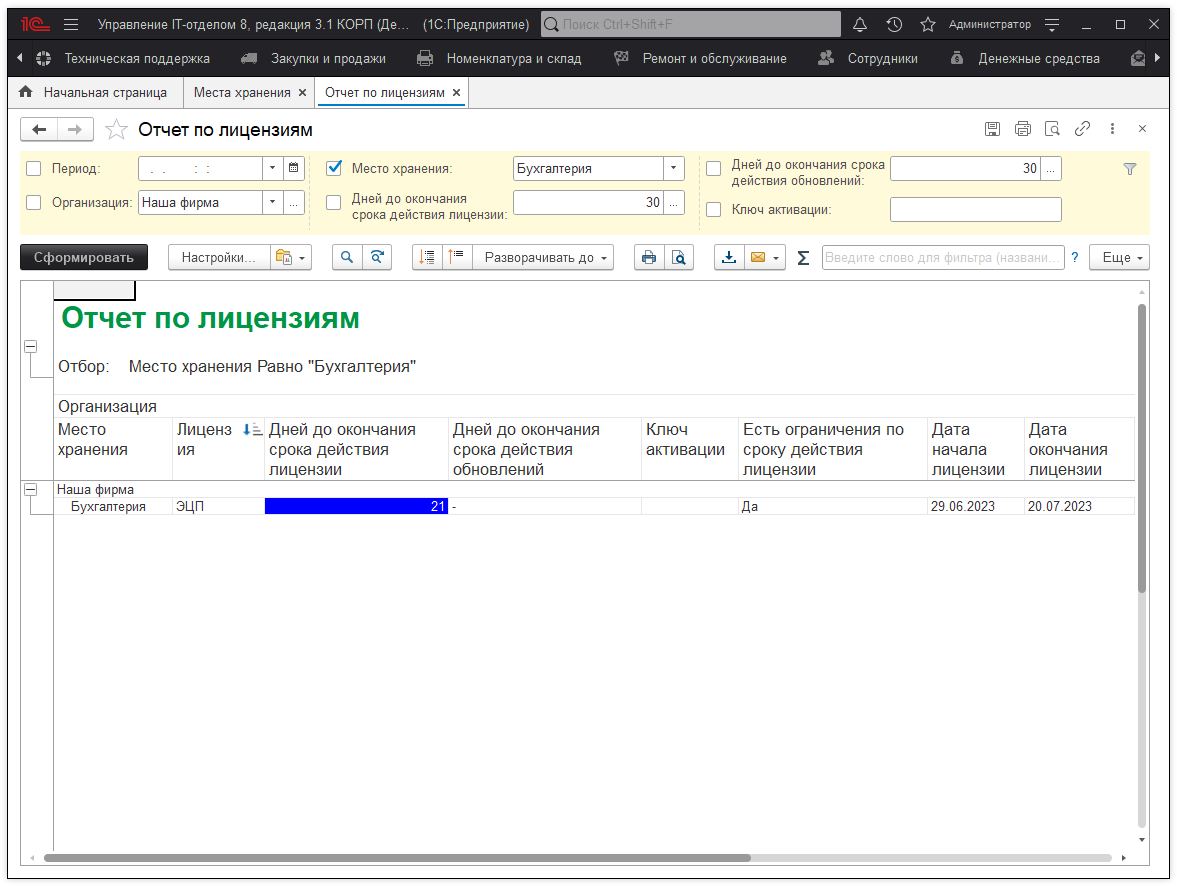 1С Управление IT-отделом 8, редакция 3.1 КОРП (Де... (1С:Предприятие) Поиск Ctrl+Shift+F Администратор
Техническая поддержка Закупки и продажи Номенклатура и склад Ремонт и обслуживание Сотрудники Денежные средства
Начальная страница Места хранения × Отчет по лицензиям ×
Отчет по лицензиям
Период: . . : : Место хранения: Бухгалтерия Дней до окончания срока действия обновлений: 30 ...
Организация: Наша фирма ... Дней до окончания срока действия лицензии: 30 ... Ключ активации:
Сформировать Настройки... Разворачивать до Σ Введите слово для фильтра (названи... ? Еще
Отчет по лицензиям
Отбор: Место хранения Равно "Бухгалтерия"
Организация
Место Лиценз Дней до окончания Дней до окончания Ключ Есть ограничения по Дата Дата
хранения ия срока действия срока действия активации сроку действия начала окончания
лицензии обновлений лицензии лицензии лицензии
Наша фирма
Бухгалтерия ЭЦП 21 - Да 29.06.2023 20.07.2023